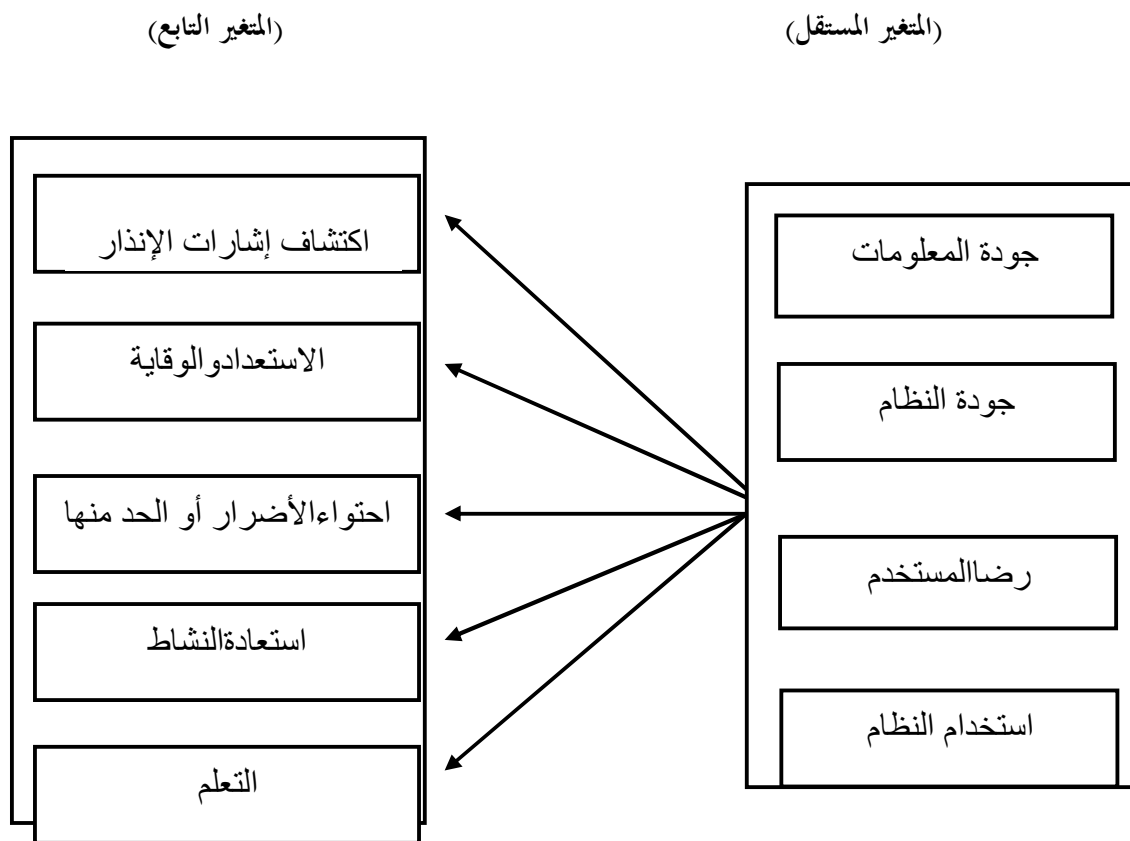 (المتغير المستقل)
(المتغير التابع)
جودة المعلومات
جودة النظام
رضاالمستخدم
استخدام النظام
اكتشاف إشارات الإنذار
الاستعدادوالوقاية
احتواءالأضرار أو الحد منها
استعادةالنشاط
التعلم